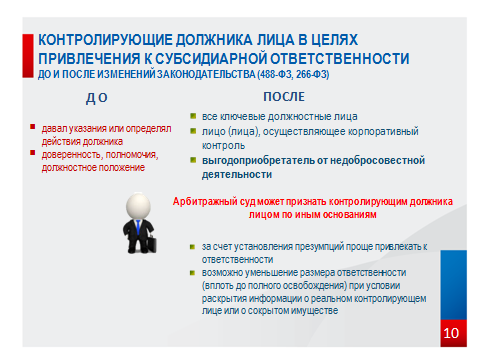 КОНТРОЛИРУЮЩИЕ ДОЛЖНИКА ЛИЦА В ЦЕЛЯХ
ПРИВЛЕЧЕНИЯ К СУБСИДИАРНОЙ ОТВЕТСТВЕННОСТИ
ДО И ПОСЛЕ ИЗМЕНЕНИЙ ЗАКОНОДАТЕЛЬСТВА (488-ФЗ, 266-ФЗ)
ДО
давал указания или определял
действия должника
доверенность, полномочия,
должностное положение
ПОСЛЕ
все ключевые должностные лица
лицо (лица), осуществляющее корпоративный
контроль
выгодоприобретатель от недобросовестной
деятельности
Арбитражный суд может признать контролирующим должника
лицом по иным основаниям
за счет установления презумпций проще привлекать к
ответственности
возможно уменьшение размера ответственности
(вплоть до полного освобождения) при условии
раскрытия информации о реальном контролирующем
лице или о сокрытом имуществе
10